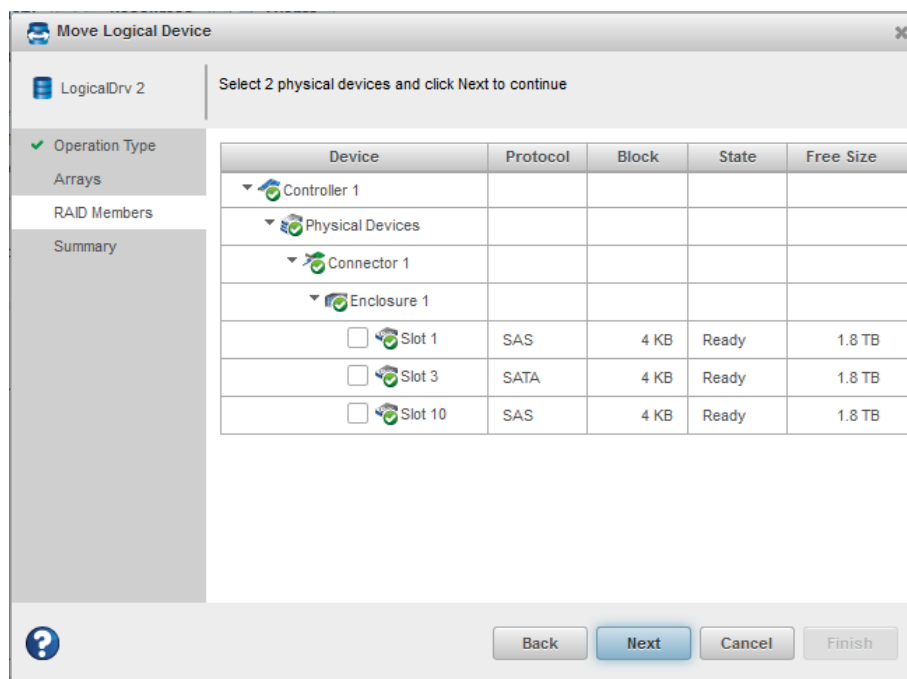 Move Logical Device
LogicalDrv 2
Select 2 physical devices and click Next to continue
Operation Type
Arrays
RAID Members
Summary
Device Protocol Block State Free Size
Controller 1
Physical Devices
Connector 1
Enclosure 1
Slot 1 SAS 4 KB Ready 1.8 TB
Slot 3 SATA 4 KB Ready 1.8 TB
Slot 10 SAS 4 KB Ready 1.8 TB
? Back Next Cancel Finish